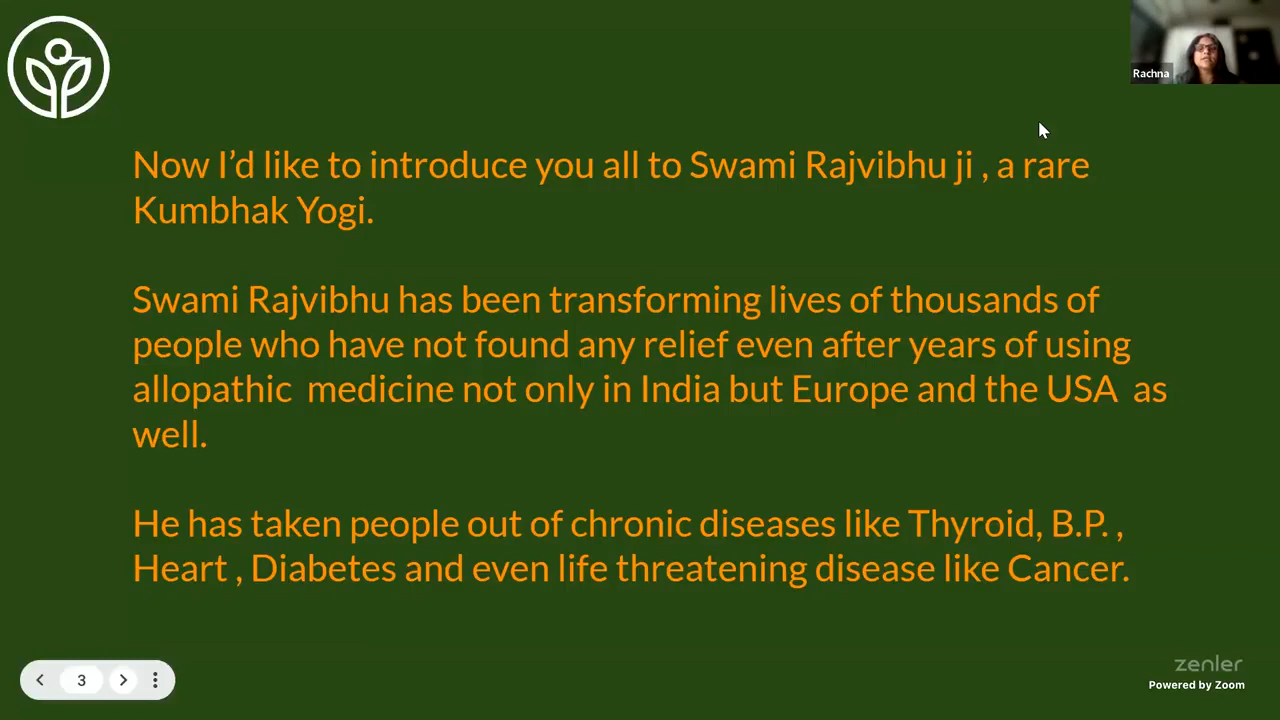 Rachna
Now I’d like to introduce you all to Swami Rajvibhu ji , a rare
Kumbhak Yogi.
Swami Rajvibhu has been transforming lives of thousands of
people who have not found any relief even after years of using
allopathic  medicine not only in India but Europe and the USA  as
well.
He has taken people out of chronic diseases like Thyroid, B.P. ,
Heart , Diabetes and even life threatening disease like Cancer.
3
zenler
Powered by Zoom